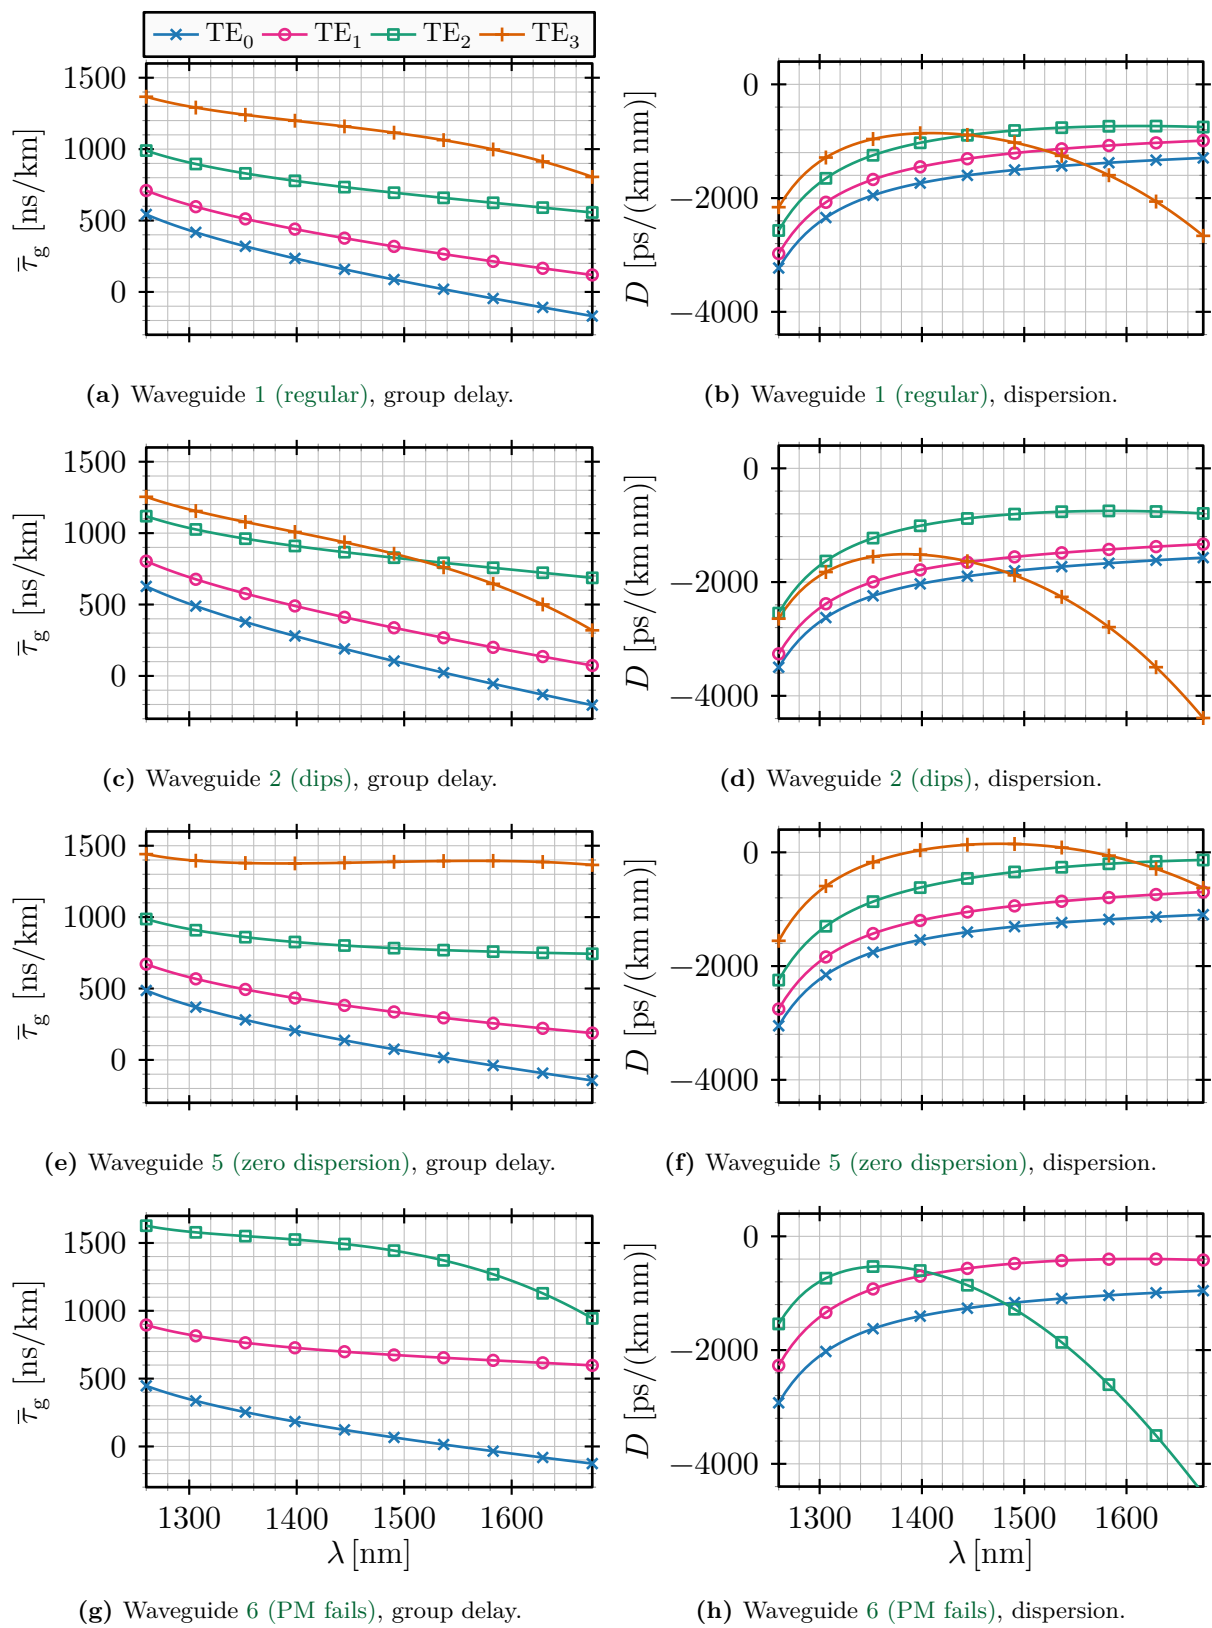 TE0 TE1 TE2 TE3
1500
1000
500
0
τ̅g [ns/km]
0
−2000
−4000
D [ps/(km nm)]
(a) Waveguide 1 (regular), group delay.
(b) Waveguide 1 (regular), dispersion.
1500
1000
500
0
τ̅g [ns/km]
0
−2000
−4000
D [ps/(km nm)]
(c) Waveguide 2 (dips), group delay.
(d) Waveguide 2 (dips), dispersion.
1500
1000
500
0
τ̅g [ns/km]
0
−2000
−4000
D [ps/(km nm)]
(e) Waveguide 5 (zero dispersion), group delay.
(f) Waveguide 5 (zero dispersion), dispersion.
1500
1000
500
0
τ̅g [ns/km]
1300 1400 1500 1600
λ [nm]
0
−2000
−4000
D [ps/(km nm)]
1300 1400 1500 1600
λ [nm]
(g) Waveguide 6 (PM fails), group delay.
(h) Waveguide 6 (PM fails), dispersion.